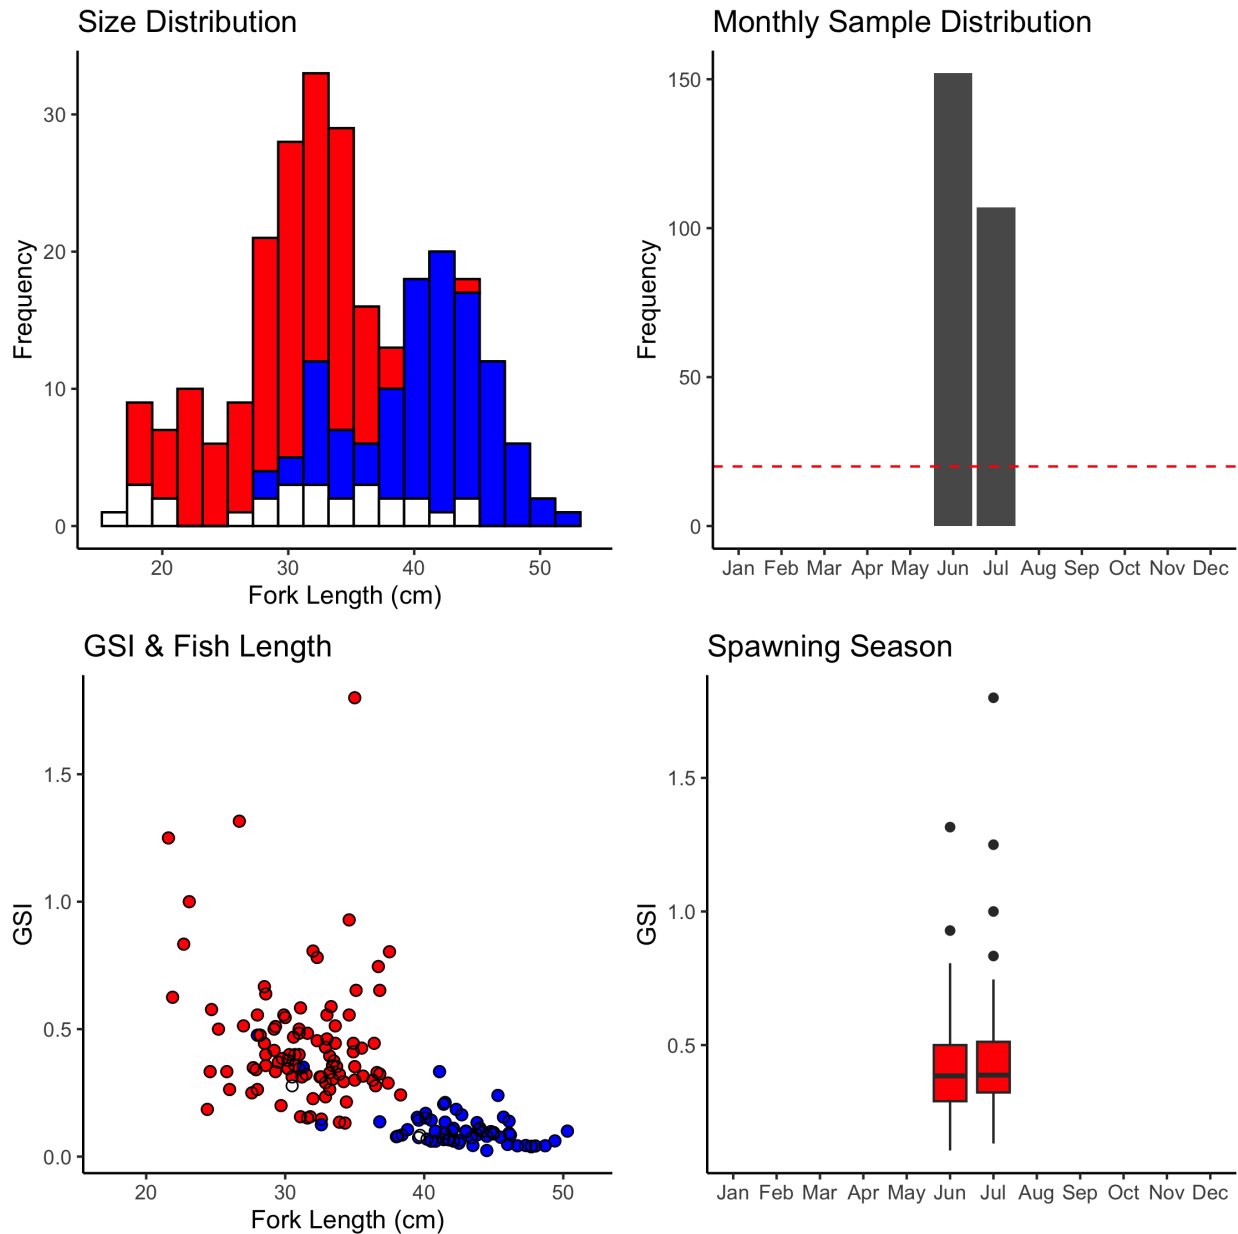 Size Distribution
Frequency
30
20
10
0
20 30 40 50
Fork Length (cm)
Monthly Sample Distribution
Frequency
150
100
50
0
Jan Feb Mar Apr May Jun Jul Aug Sep Oct Nov Dec
GSI & Fish Length
GSI
1.5
1.0
0.5
0.0
20 30 40 50
Fork Length (cm)
Spawning Season
GSI
1.5
1.0
0.5
Jan Feb Mar Apr May Jun Jul Aug Sep Oct Nov Dec